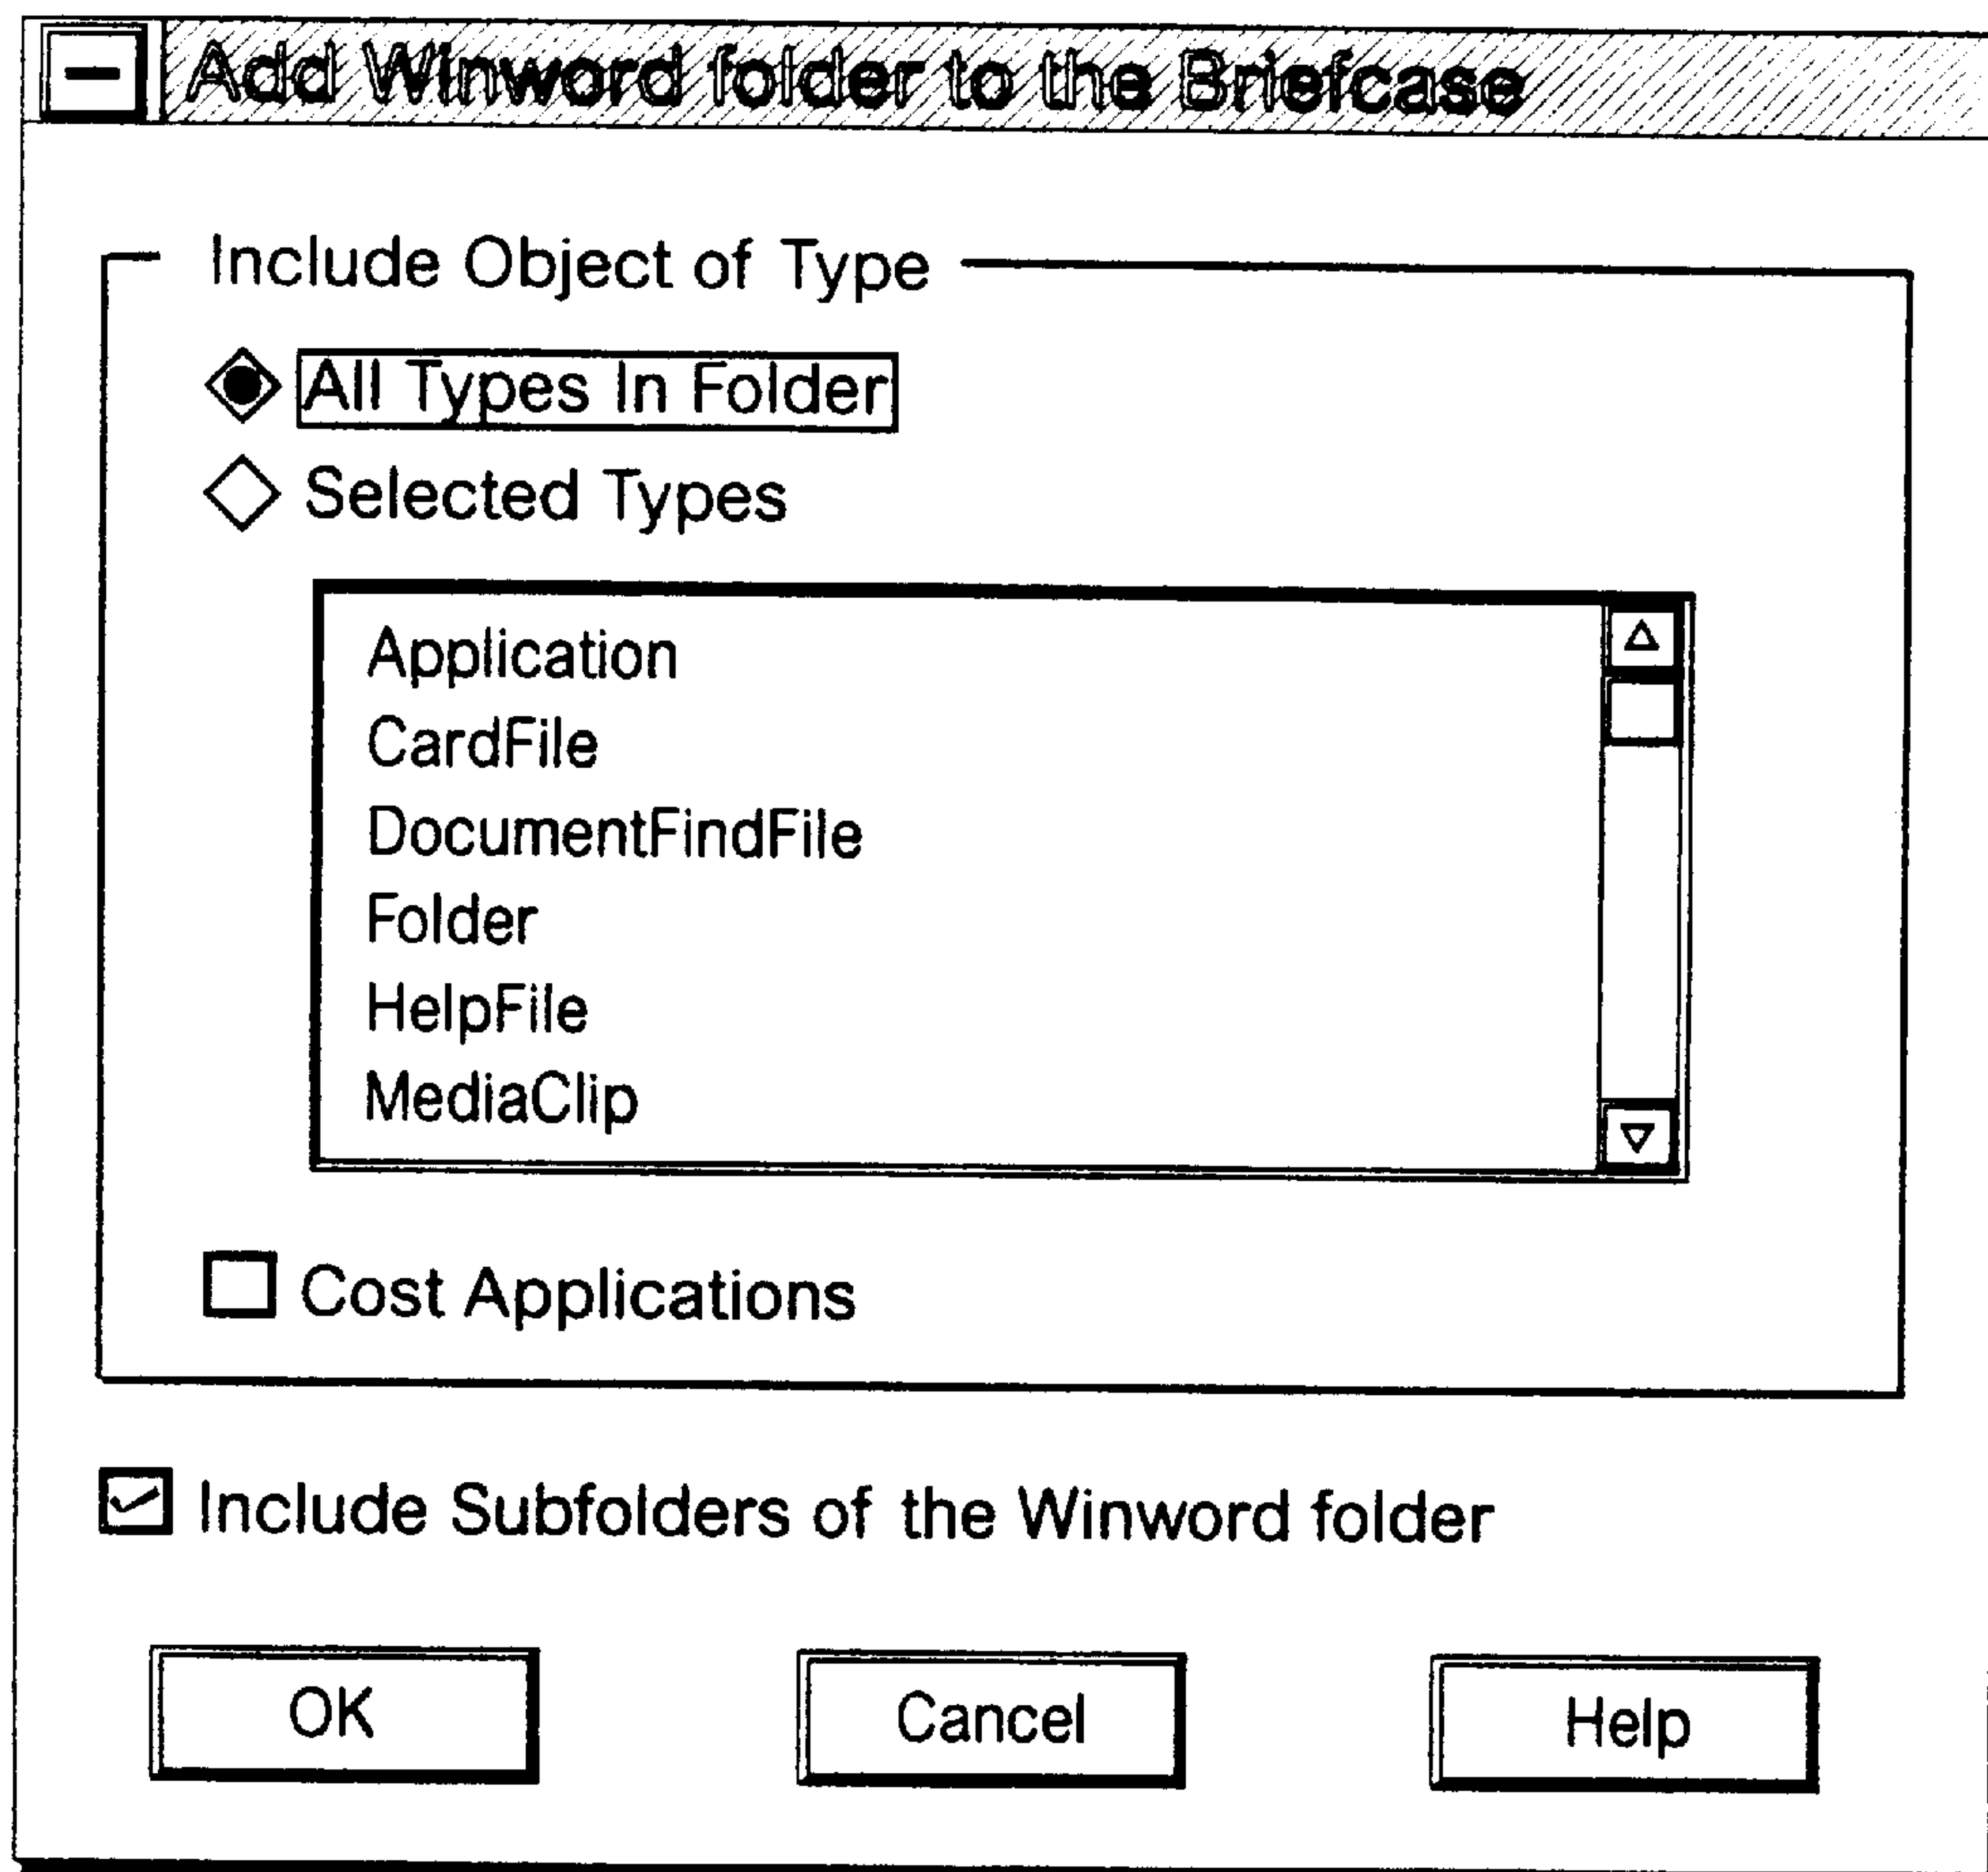 Add Winword folder to the Briefcase
Include Object of Type
All Types In Folder
Selected Types
Application
CardFile
DocumentFindFile
Folder
HelpFile
MediaClip
Cost Applications
Include Subfolders of the Winword folder
OK
Cancel
Help